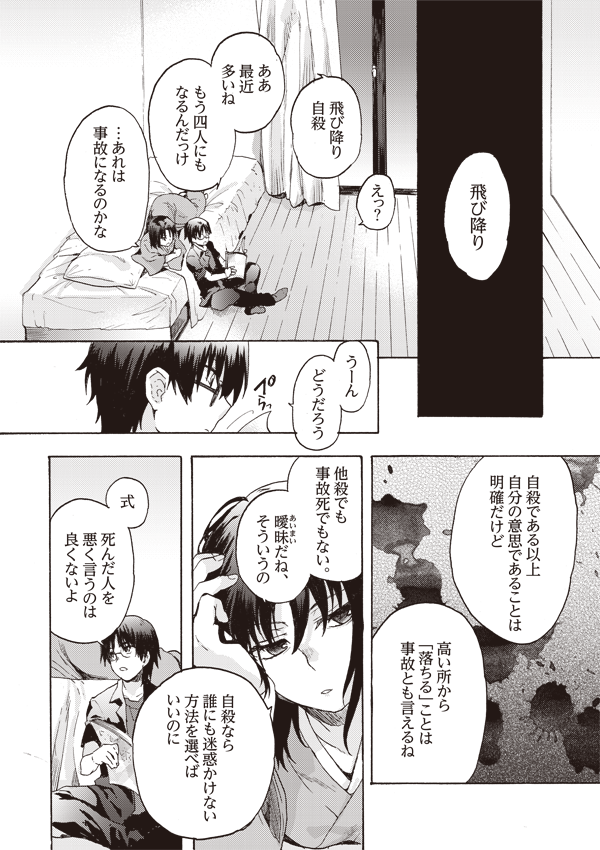 飛び降り
えっ？
飛び降り
自殺
ああ
最近
多いね
もう四人にも
なるんだっけ
…あれは
事故になるのかな
うーん
どうだろう
ぺらっ
自殺である以上
自分の意思であることは
明確だけど
高い所から
「落ちる」ことは
事故とも言えるね
他殺でも
事故死でもない。
曖昧だね、
あいまい
そういうの
自殺なら
誰にも迷惑かけない
方法を選べば
いいのに
式
死んだ人を
悪く言うのは
良くないよ